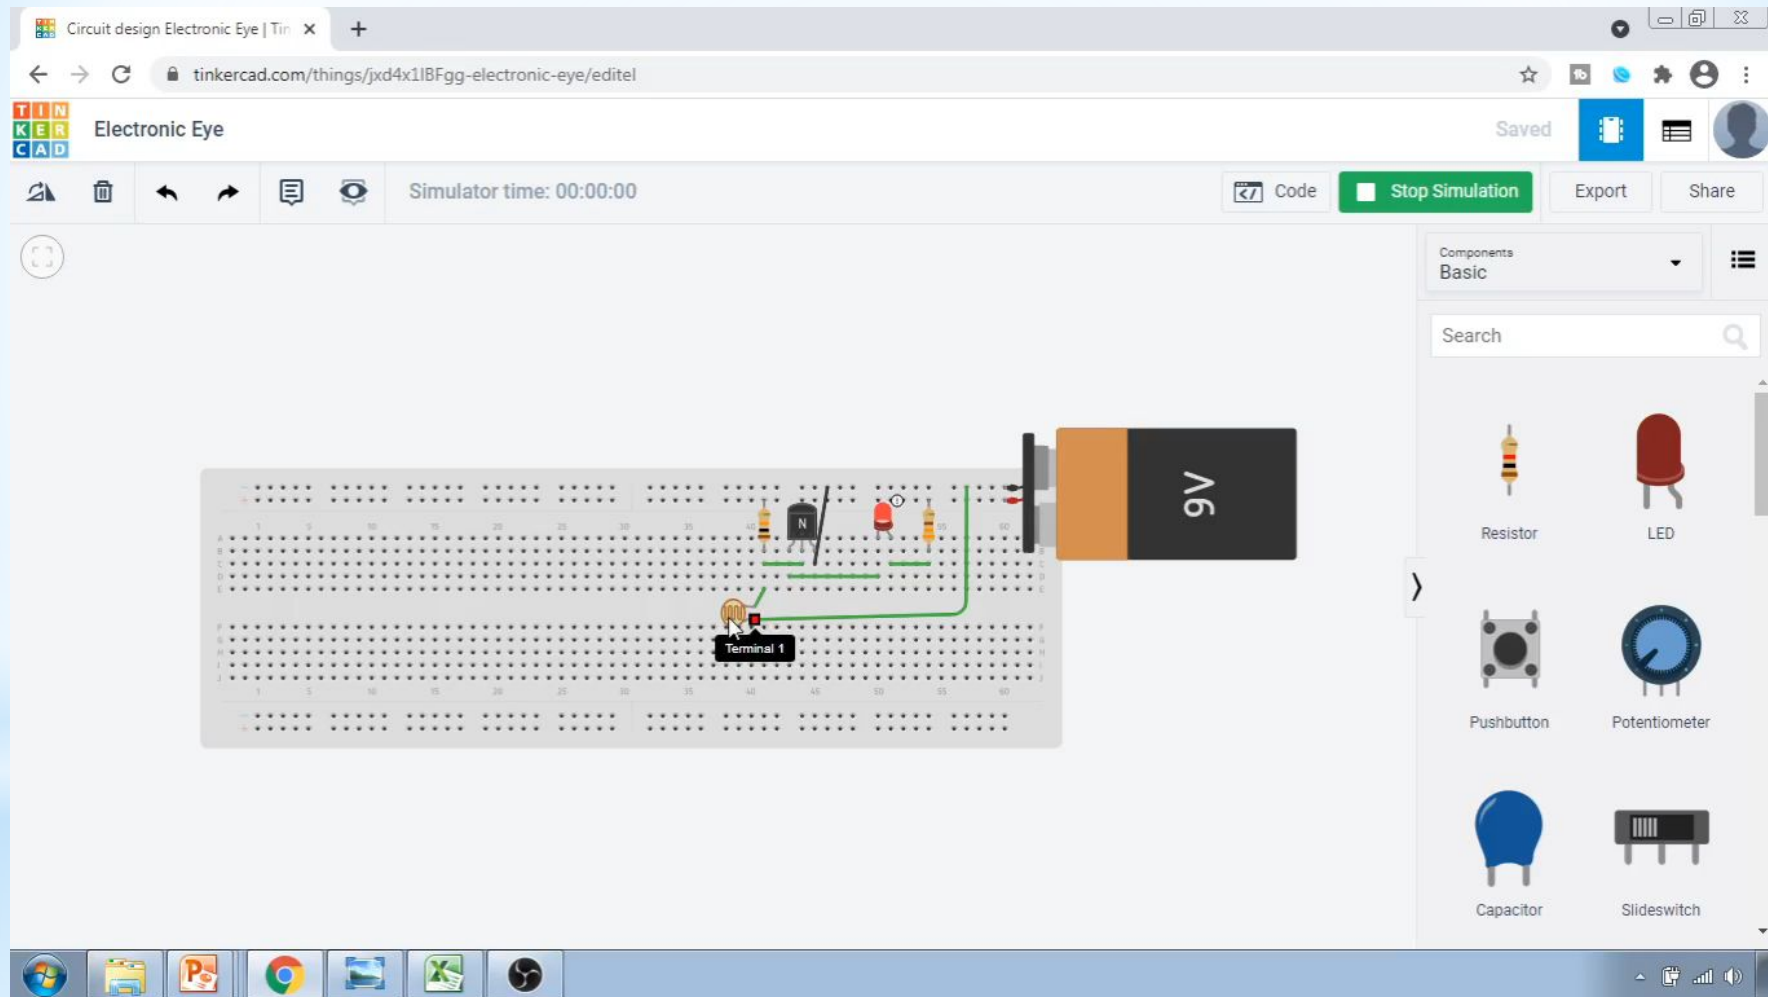 Circuit design Electronic Eye | Tin
tinkercad.com/things/jxd4x1lBFgg-electronic-eye/editel
TIN
KER
CAD
Electronic Eye
Saved
Simulator time: 00:00:00
Code
Stop Simulation
Export
Share
Components
Basic
Search
Resistor
LED
Pushbutton
Potentiometer
Capacitor
Slideswitch
9V
N
Terminal 1